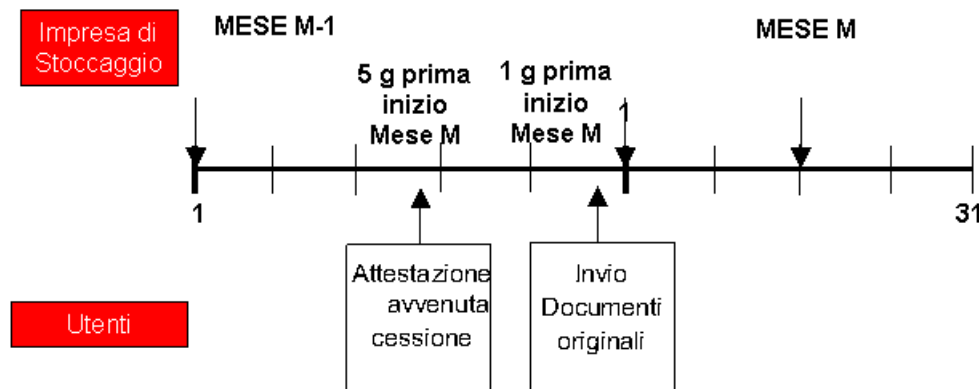 Impresa di
Stoccaggio
MESE M-1
MESE M
5 g prima
inizio
Mese M
1 g prima
inizio
Mese M
1
1
31
Attestazione
avvenuta
cessione
Invio
Documenti
originali
Utenti